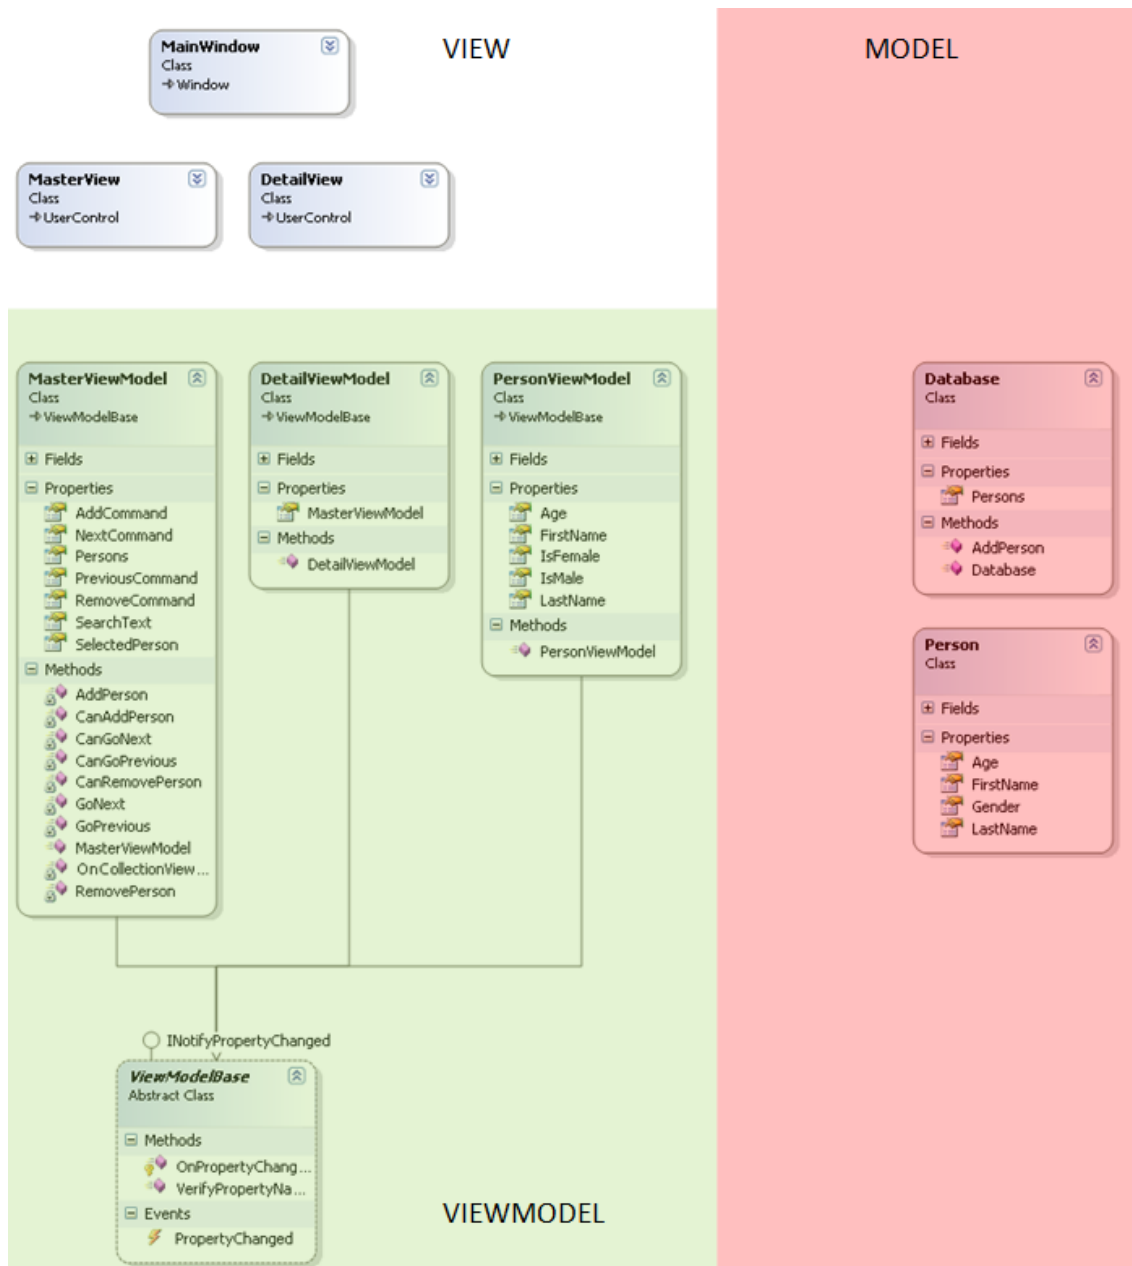 VIEW
MODEL
MainWindow
Class
Window
MasterView
Class
UserControl
DetailView
Class
UserControl
MasterViewModel
Class
ViewModelBase
Fields
Properties
AddCommand
NextCommand
Persons
PreviousCommand
RemoveCommand
SearchText
SelectedPerson
Methods
AddPerson
CanAddPerson
CanGoNext
CanGoPrevious
CanRemovePerson
GoNext
GoPrevious
MasterViewModel
OnCollectionView...
RemovePerson
DetailViewModel
Class
ViewModelBase
Fields
Properties
MasterViewModel
Methods
DetailViewModel
PersonViewModel
Class
ViewModelBase
Fields
Properties
Age
FirstName
IsFemale
IsMale
LastName
Methods
PersonViewModel
Database
Class
Fields
Properties
Persons
Methods
AddPerson
Database
Person
Class
Fields
Properties
Age
FirstName
Gender
LastName
INotifyPropertyChanged
ViewModelBase
Abstract Class
Methods
OnPropertyChang...
VerifyPropertyNa...
Events
PropertyChanged
VIEWMODEL